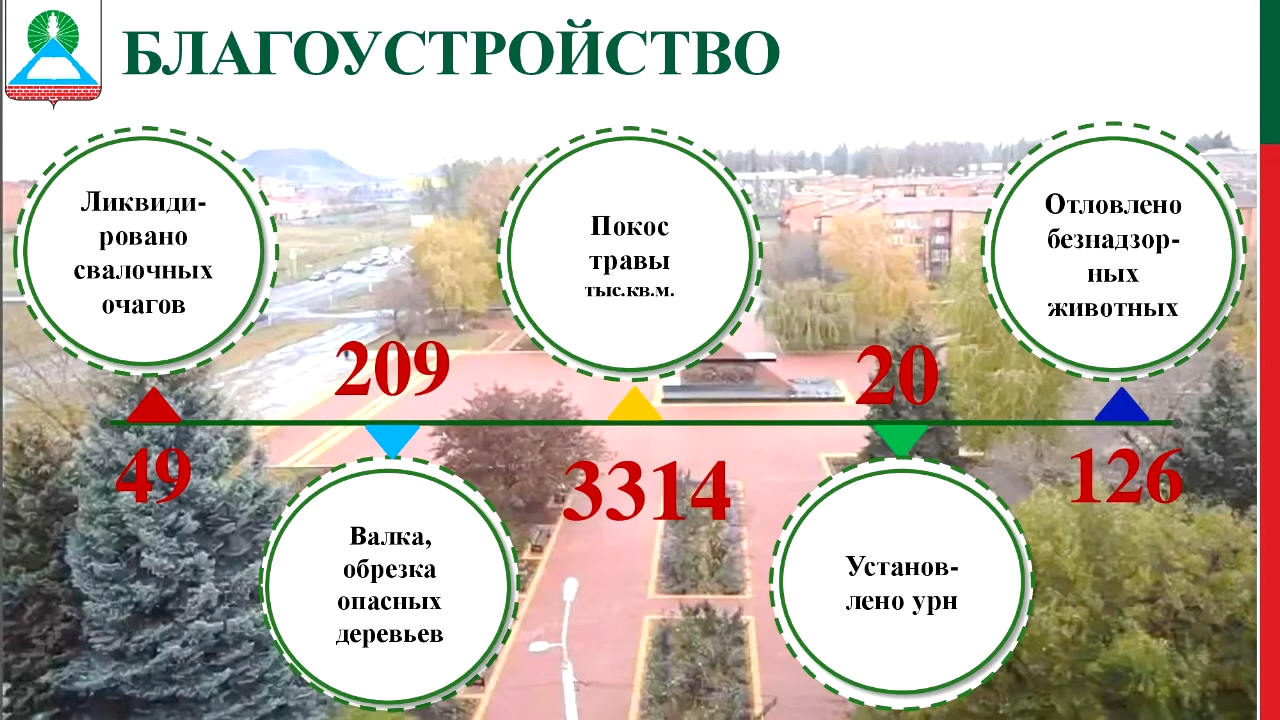 БЛАГОУСТРОЙСТВО
Ликвиди-
ровано
свалочных
очагов
49
209
Валка,
обрезка
опасных
деревьев
Покос
травы
тыс.кв.м.
3314
20
Установ-
лено урн
Отловлено
безнадзор-
ных
животных
126